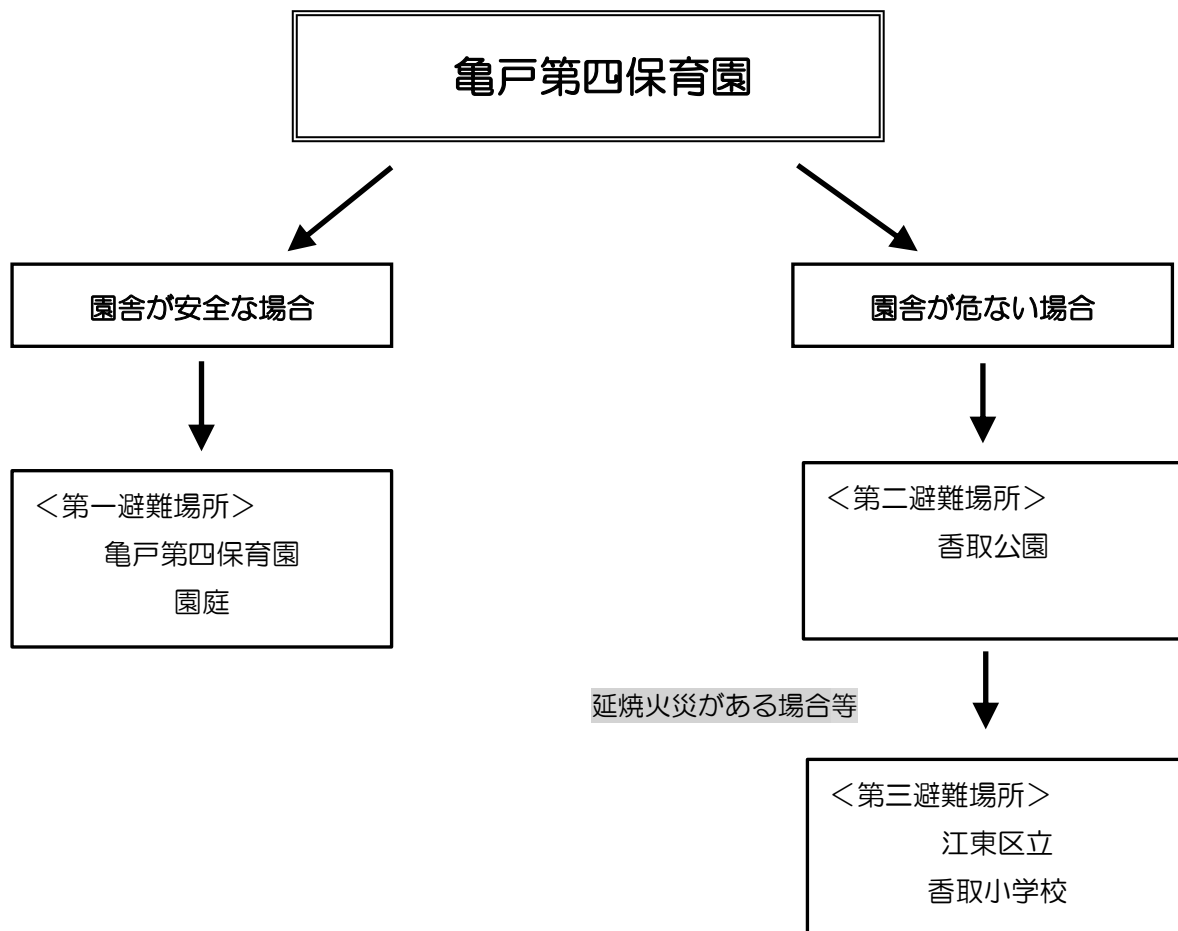 亀戸第四保育園
園舎が安全な場合
園舎が危ない場合
＜第一避難場所＞
亀戸第四保育園
園庭
＜第二避難場所＞
香取公園
延焼火災がある場合等
＜第三避難場所＞
江東区立
香取小学校